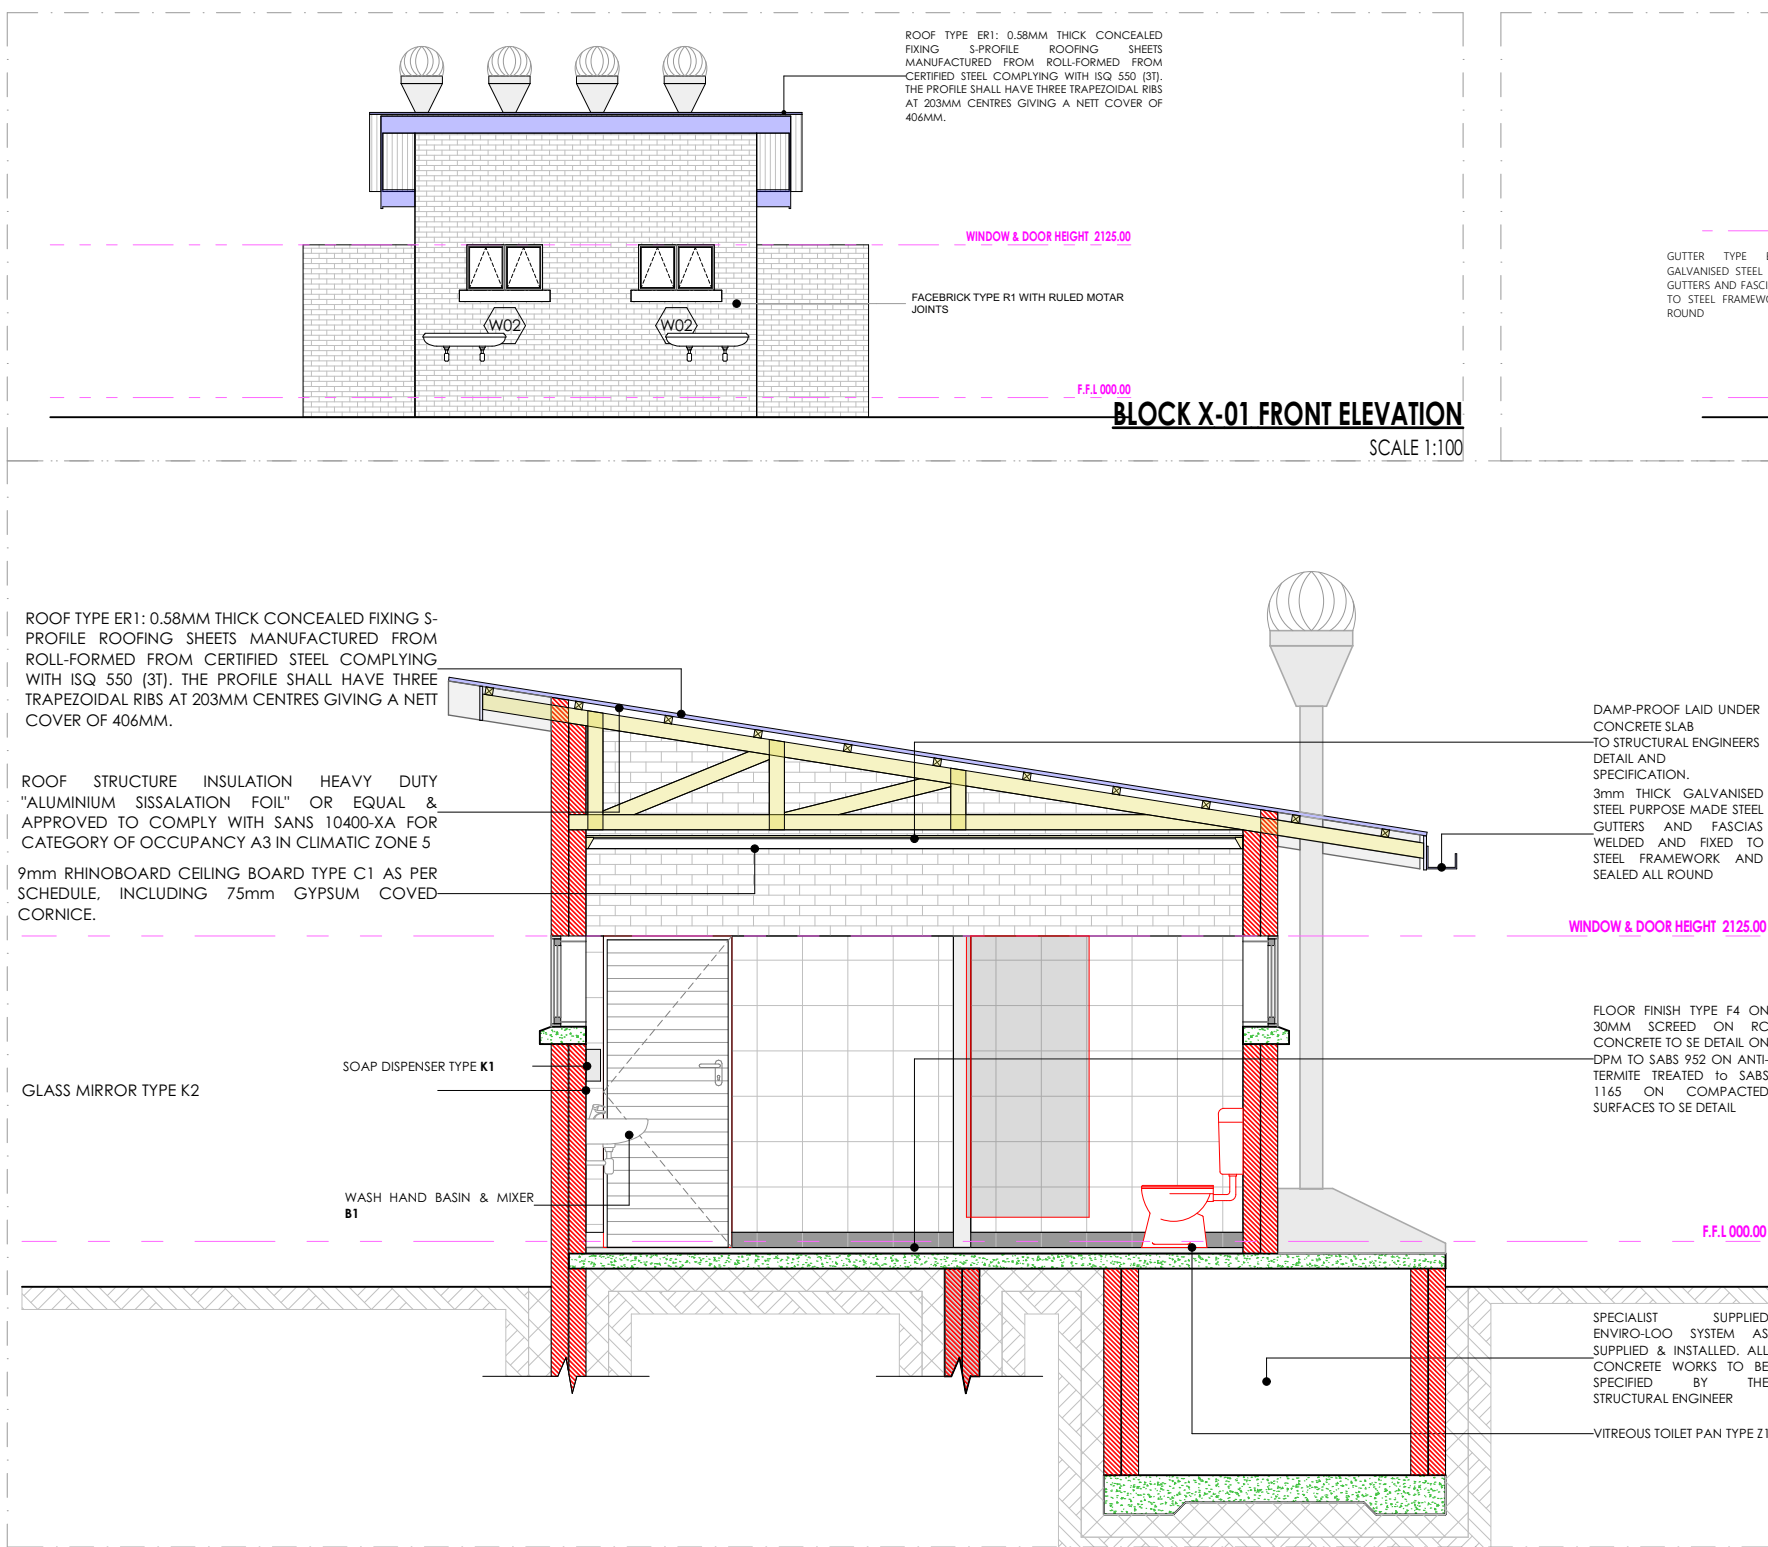 ROOF TYPE ER1: 0.58MM THICK CONCEALED
FIXING S-PROFILE ROOFING SHEETS
MANUFACTURED FROM ROLL-FORMED FROM
CERTIFIED STEEL COMPLYING WITH ISQ 550 (3T).
THE PROFILE SHALL HAVE THREE TRAPEZOIDAL RIBS
AT 203MM CENTRES GIVING A NETT COVER OF
406MM.
WINDOW & DOOR HEIGHT 2125.00
FACEBRICK TYPE R1 WITH RULED MOTAR
JOINTS
W02
W02
F.F.L 000.00
BLOCK X-01 FRONT ELEVATION
SCALE 1:100
GUTTER TYPE
GALVANISED STEEL
GUTTERS AND FASCI
TO STEEL FRAMEWO
ROUND
ROOF TYPE ER1: 0.58MM THICK CONCEALED FIXING S-
PROFILE ROOFING SHEETS MANUFACTURED FROM
ROLL-FORMED FROM CERTIFIED STEEL COMPLYING
WITH ISQ 550 (3T). THE PROFILE SHALL HAVE THREE
TRAPEZOIDAL RIBS AT 203MM CENTRES GIVING A NETT
COVER OF 406MM.
ROOF STRUCTURE INSULATION HEAVY DUTY
"ALUMINIUM SISSALATION FOIL" OR EQUAL &
APPROVED TO COMPLY WITH SANS 10400-XA FOR
CATEGORY OF OCCUPANCY A3 IN CLIMATIC ZONE 5
9mm RHINOBOARD CEILING BOARD TYPE C1 AS PER
SCHEDULE, INCLUDING 75mm GYPSUM COVED
CORNICE.
DAMP-PROOF LAID UNDER
CONCRETE SLAB
TO STRUCTURAL ENGINEERS
DETAIL AND
SPECIFICATION.
3mm THICK GALVANISED
STEEL PURPOSE MADE STEEL
GUTTERS AND FASCIAS
WELDED AND FIXED TO
STEEL FRAMEWORK AND
SEALED ALL ROUND
WINDOW & DOOR HEIGHT 2125.00
FLOOR FINISH TYPE F4 ON
30MM SCREED ON RC
CONCRETE TO SE DETAIL ON
DPM TO SABS 952 ON ANTI-
TERMITE TREATED to SABS
1165 ON COMPACTED
SURFACES TO SE DETAIL
SOAP DISPENSER TYPE K1
GLASS MIRROR TYPE K2
WASH HAND BASIN & MIXER
B1
F.F.L 000.00
SPECIALIST SUPPLIED
ENVIRO-LOO SYSTEM AS
SUPPLIED & INSTALLED. ALL
CONCRETE WORKS TO BE
SPECIFIED BY THE
STRUCTURAL ENGINEER
VITREOUS TOILET PAN TYPE Z1